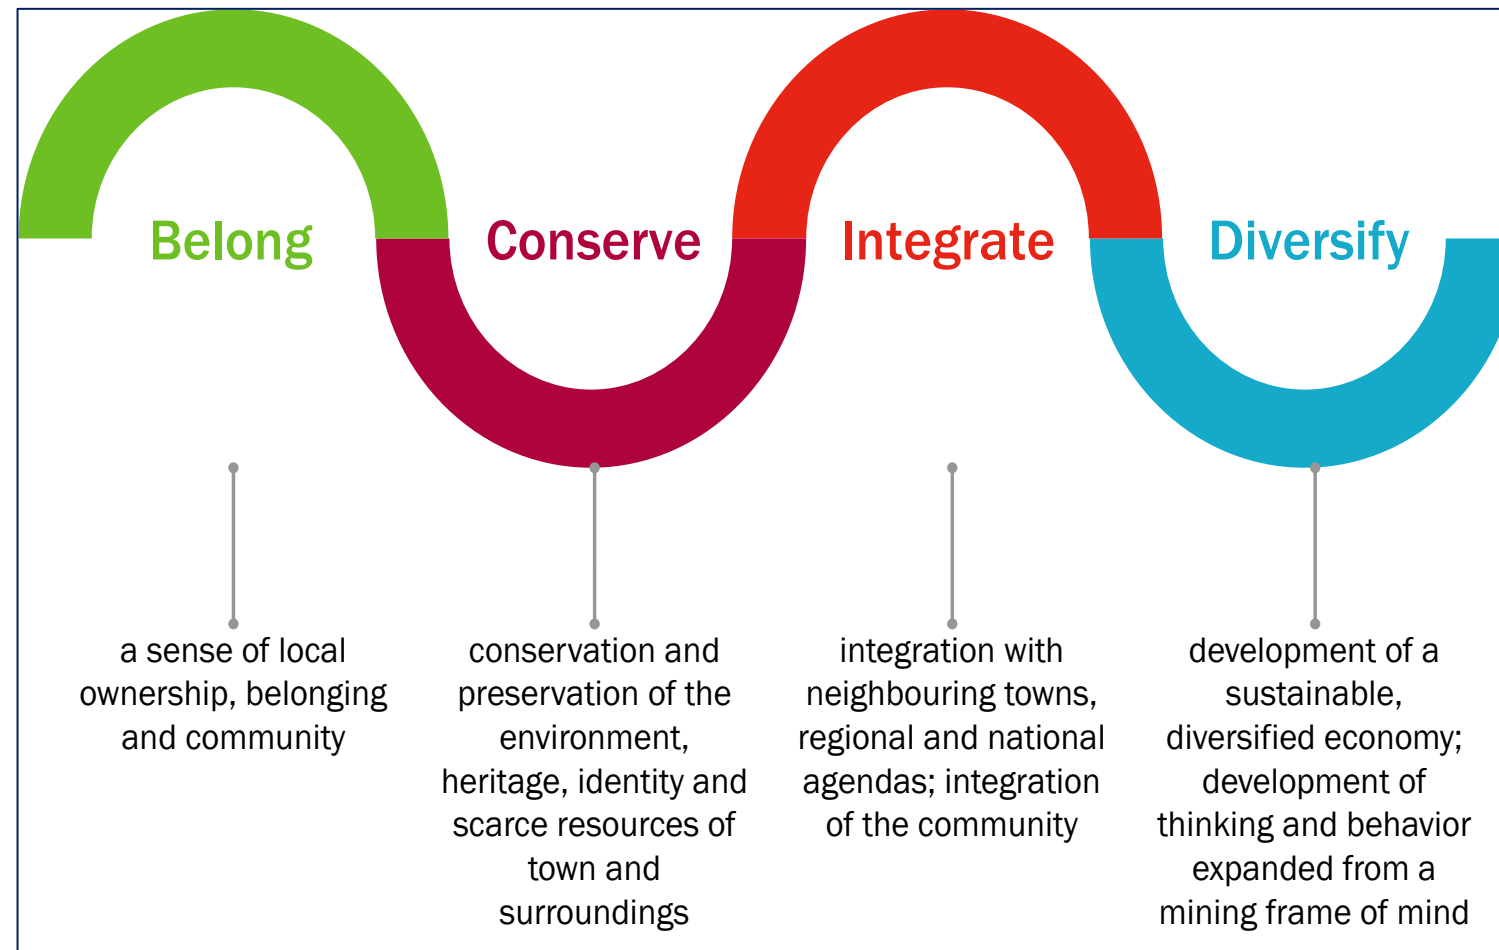 Belong
Conserve
Integrate
Diversify
a sense of local
ownership, belonging
and community
conservation and
preservation of the
environment,
heritage, identity and
scarce resources of
town and
surroundings
integration with
neighbouring towns,
regional and national
agendas; integration
of the community
development of a
sustainable,
diversified economy;
development of
thinking and behavior
expanded from a
mining frame of mind